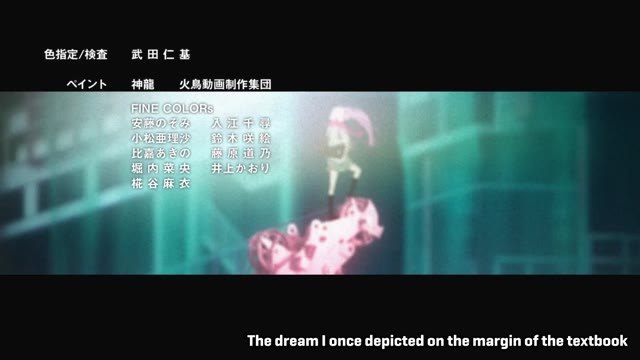 色指定/検査 武田仁基
ペイント 神龍 火鳥動画制作集団
FINE COLORs
安藤のぞみ 入江千尋
小松亜理沙 鈴木咲絵
比嘉あきの 藤原道乃
堀内菜央 井上かおり
椛谷麻衣
The dream I once depicted on the margin of the textbook